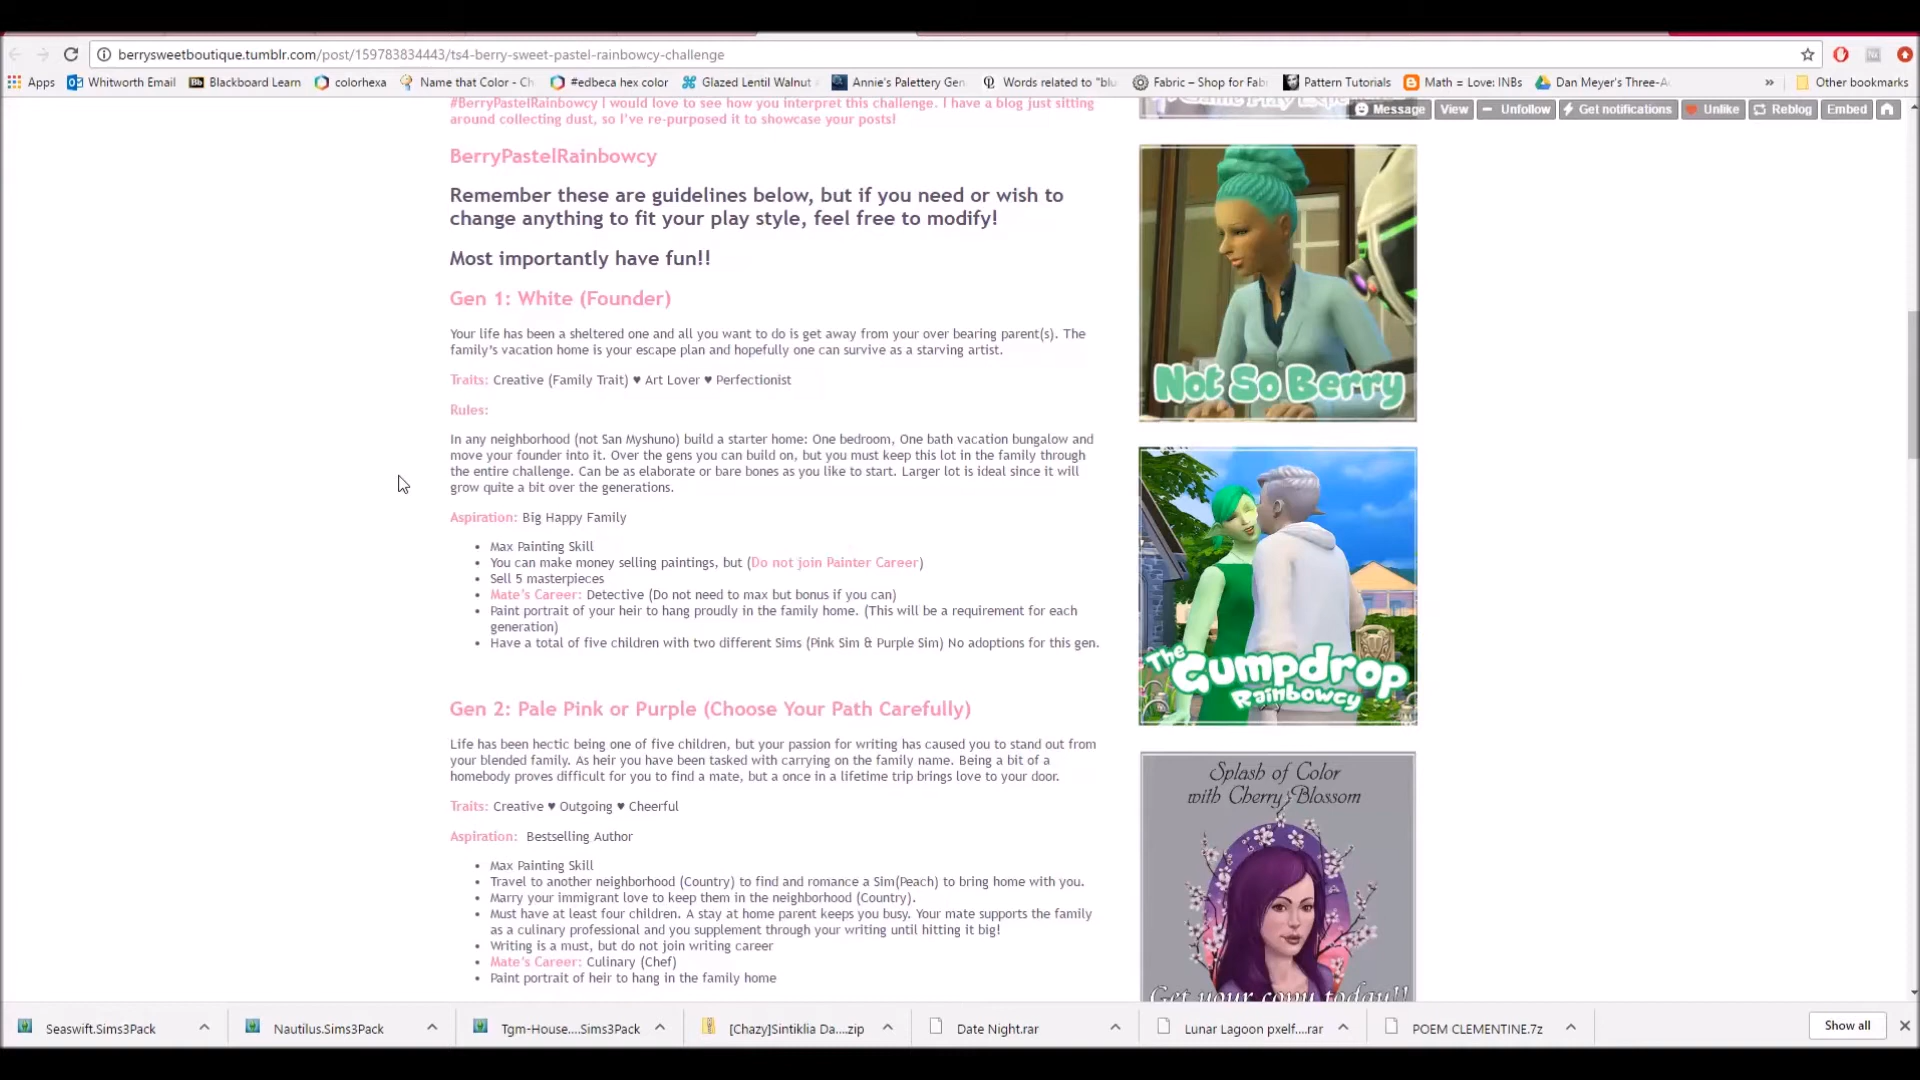 berrysweetboutique.tumblr.com/post/159783834443/ts4-berry-sweet-pastel-rainbowcy-challenge
Apps Whitworth Email Blackboard Learn colorhexa Name that Color - Ch #edbeca hex color Glazed Lentil Walnut Annie's Palettery Gen Words related to "blu Fabric – Shop for Fab Pattern Tutorials Math = Love: INBs Dan Meyer's Three-A » Other bookmarks
Message View Unfollow Get notifications Unlike Reblog Embed
#BerryPastelRainbowcy I would love to see how you interpret this challenge. I have a blog just sitting
around collecting dust, so I've re-purposed it to showcase your posts!
BerryPastelRainbowcy
Remember these are guidelines below, but if you need or wish to
change anything to fit your play style, feel free to modify!
Most importantly have fun!!
Gen 1: White (Founder)
Your life has been a sheltered one and all you want to do is get away from your over bearing parent(s). The
family's vacation home is your escape plan and hopefully one can survive as a starving artist.
Traits: Creative (Family Trait) ♥ Art Lover ♥ Perfectionist
Rules:
In any neighborhood (not San Myshuno) build a starter home: One bedroom, One bath vacation bungalow and
move your founder into it. Over the gens you can build on, but you must keep this lot in the family through
the entire challenge. Can be as elaborate or bare bones as you like to start. Larger lot is ideal since it will
grow quite a bit over the generations.
Aspiration: Big Happy Family
• Max Painting Skill
• You can make money selling paintings, but (Do not join Painter Career)
• Sell 5 masterpieces
• Mate's Career: Detective (Do not need to max but bonus if you can)
• Paint portrait of your heir to hang proudly in the family home. (This will be a requirement for each
generation)
• Have a total of five children with two different Sims (Pink Sim & Purple Sim) No adoptions for this gen.
Gen 2: Pale Pink or Purple (Choose Your Path Carefully)
Life has been hectic being one of five children, but your passion for writing has caused you to stand out from
your blended family. As heir you have been tasked with carrying on the family name. Being a bit of a
homebody proves difficult for you to find a mate, but a once in a lifetime trip brings love to your door.
Traits: Creative ♥ Outgoing ♥ Cheerful
Aspiration: Bestselling Author
• Max Painting Skill
• Travel to another neighborhood (Country) to find and romance a Sim(Peach) to bring home with you.
• Marry your immigrant love to keep them in the neighborhood (Country).
• Must have at least four children. A stay at home parent keeps you busy. Your mate supports the family
as a culinary professional and you supplement through your writing until hitting it big!
• Writing is a must, but do not join writing career
• Mate's Career: Culinary (Chef)
• Paint portrait of heir to hang in the family home
Not So Berry
The
Gumpdrop
Rainbowcy
Splash of Color
with Cherry Blossom
Get your copy today!!
Seaswift.Sims3Pack Nautilus.Sims3Pack Tgm-House....Sims3Pack [Chazy]Sintiklia Da....zip Date Night.rar Lunar Lagoon pxelf....rar POEM CLEMENTINE.7z Show all